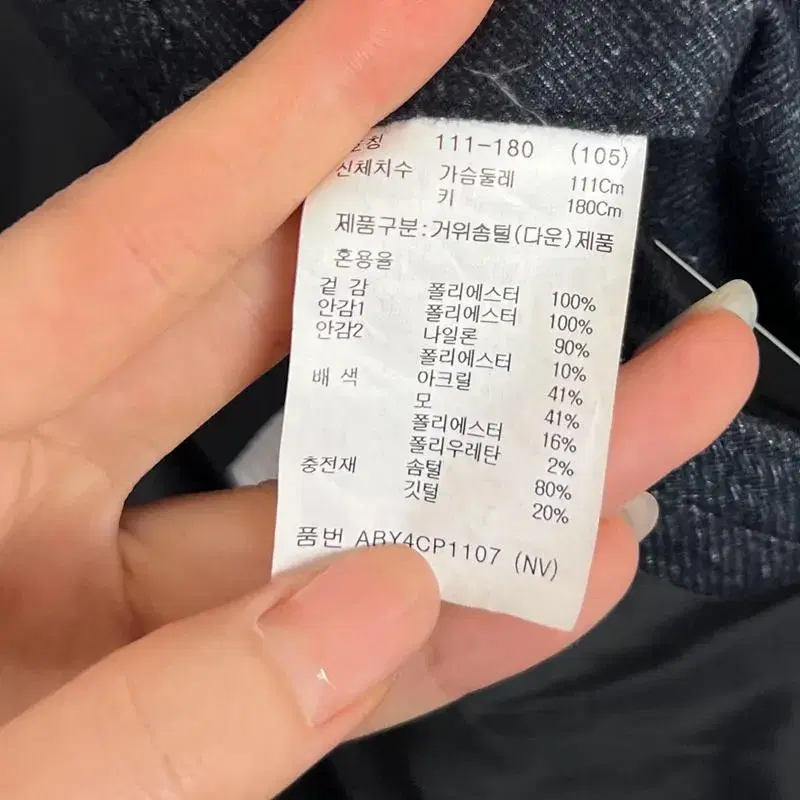 호칭 111-180 (105)
신체치수 가슴둘레 111Cm
키 180Cm
제품구분:거위솜털(다운)제품
혼용율
겉 감 폴리에스터 100%
안감1 폴리에스터 100%
안감2 나일론 90%
폴리에스터 10%
배 색 아크릴 41%
모 41%
폴리에스터 16%
폴리우레탄 2%
충전재 솜털 80%
깃털 20%
품번 ABY4CP1107 (NV)